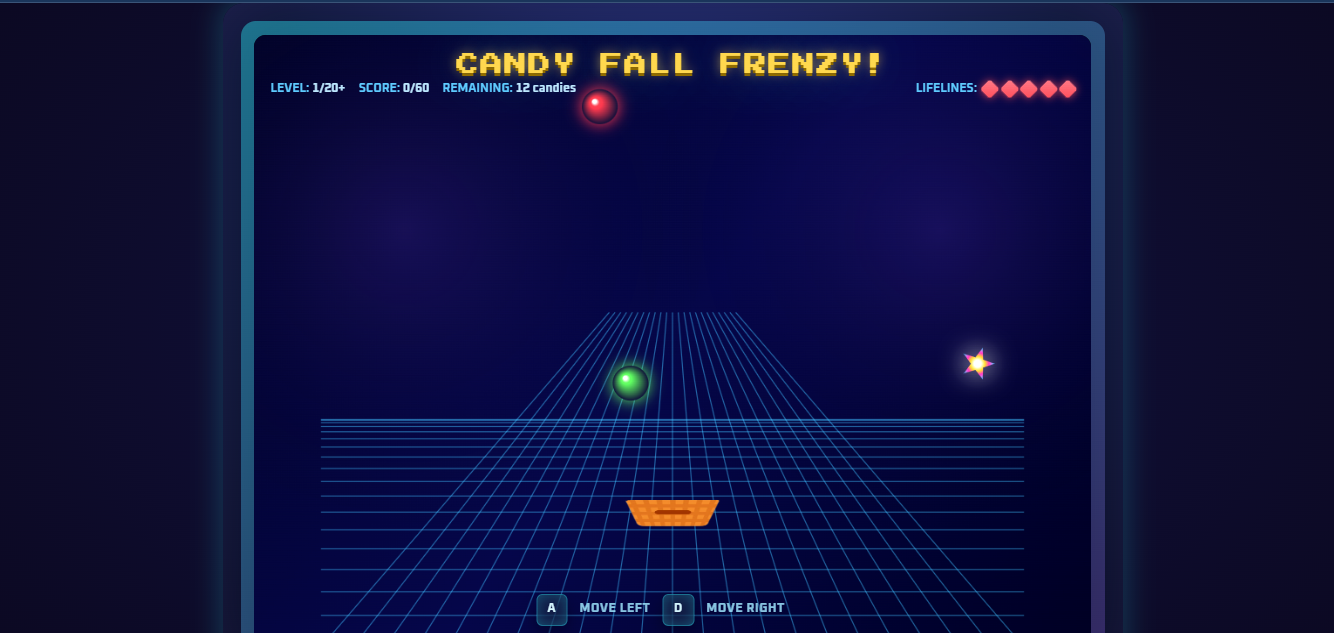 CANDY FALL FRENZY!
LEVEL: 1/20+ SCORE: 0/60 REMAINING: 12 candies LIFELINES:
A MOVE LEFT D MOVE RIGHT